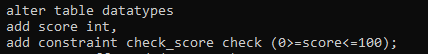 alter table datatypes
add score int,
add constraint check_score check (0>=score<=100);